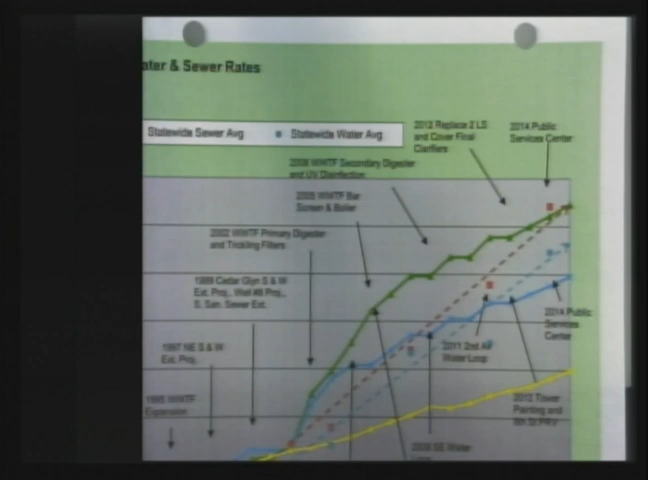 ater & Sewer Rates
Statewide Sewer Avg
Statewide Water Avg
2013 Replace 2 LS
and Cover Final
Clarifiers
2014 Public
Services Center
2008 WWTF Secondary Digester
and UV Disinfection
2005 WWTF Bar
Screen & Boiler
2002 WWTF Primary Digester
and Trickling Filters
1999 Cedar Glyn S & W
Ext. Proj., Well #8 Proj.,
S. San. Sewer Ext.
1997 NE S & W
Ext. Proj.
1995 WWTF
Expansion
2014 Public
Services
Center
2011 2nd
Water Loop
2012 Tower
Painting and
8th St PRV
SE Water